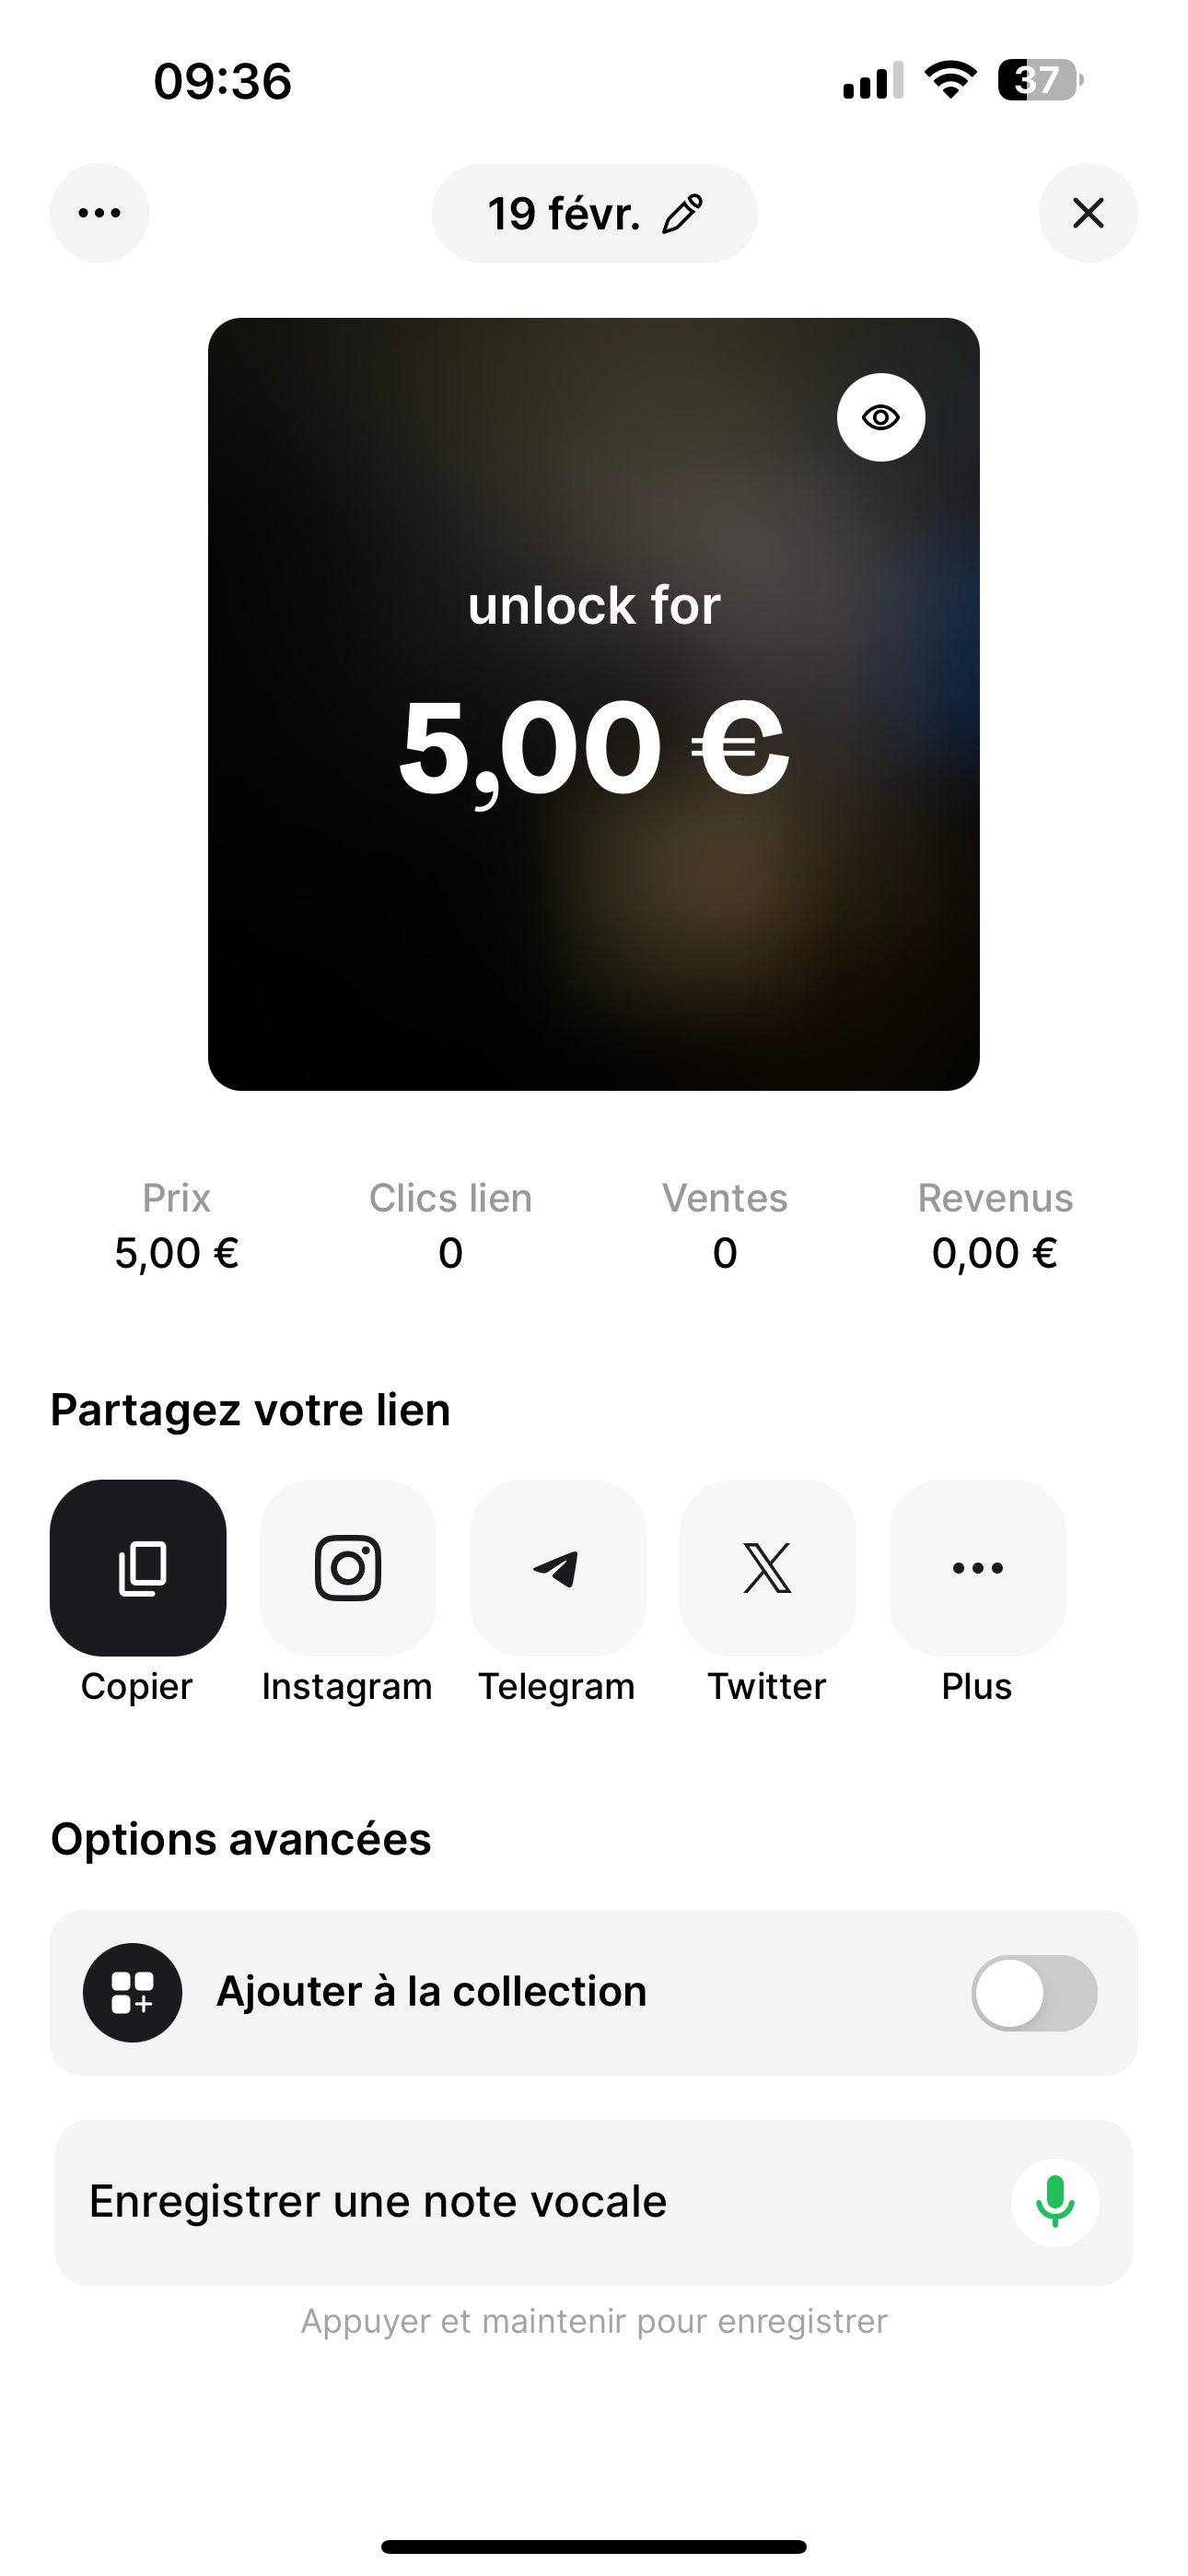 09:36
37
19 févr.
unlock for
5,00 €
Prix Clics lien Ventes Revenus
5,00 € 0 0 0,00 €
Partagez votre lien
Copier Instagram Telegram Twitter Plus
Options avancées
Ajouter à la collection
Enregistrer une note vocale
Appuyer et maintenir pour enregistrer